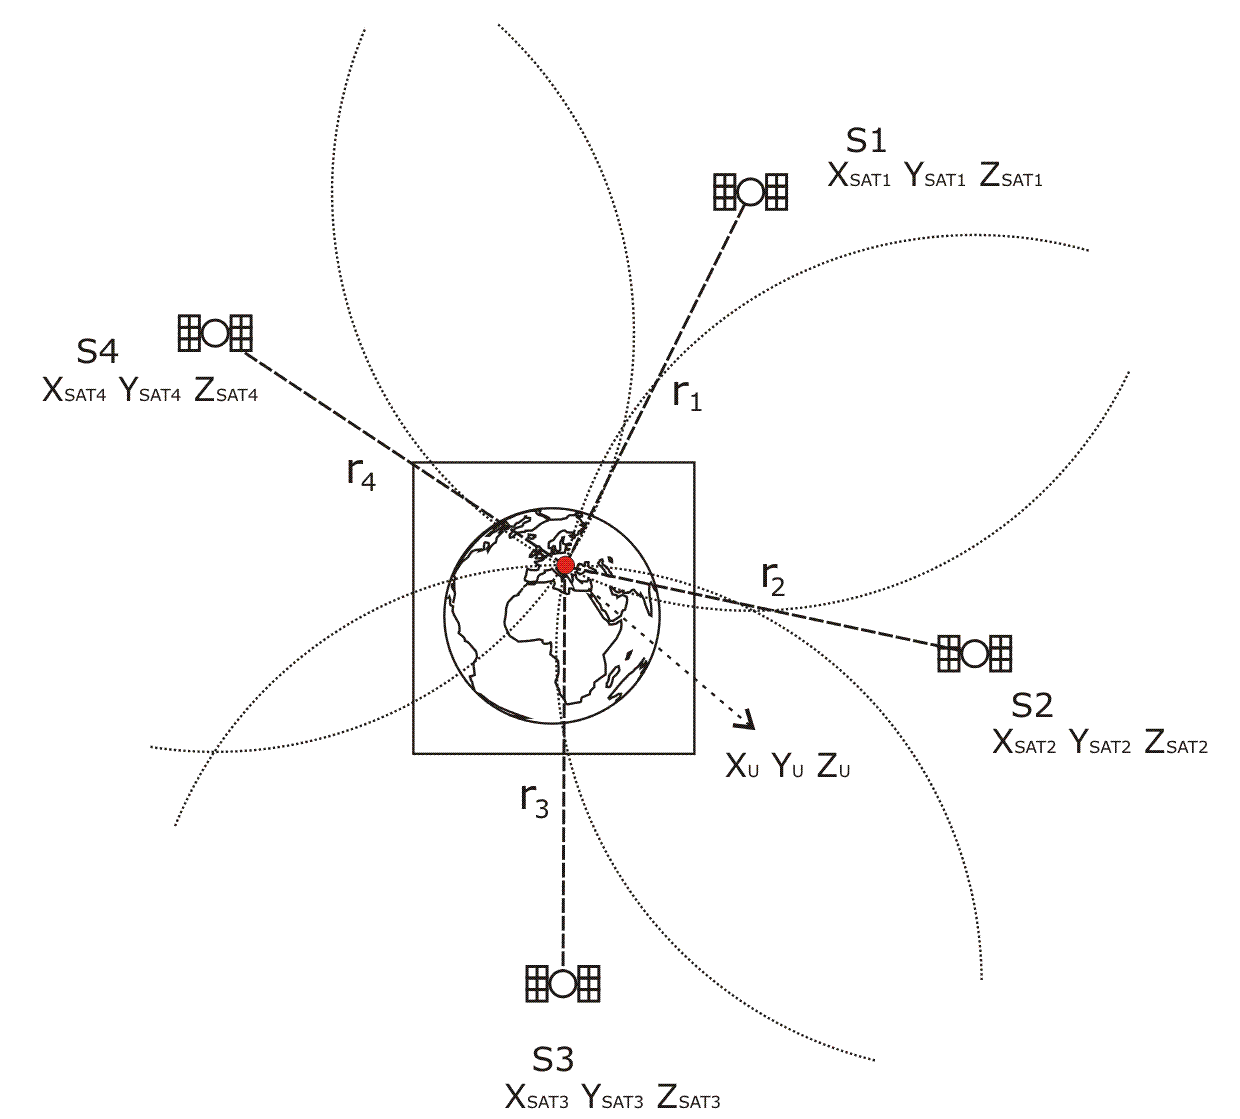 S1
XSAT1 YSAT1 ZSAT1
S4
XSAT4 YSAT4 ZSAT4
r1
r4
r2
S2
XSAT2 YSAT2 ZSAT2
XU YU ZU
r3
S3
XSAT3 YSAT3 ZSAT3